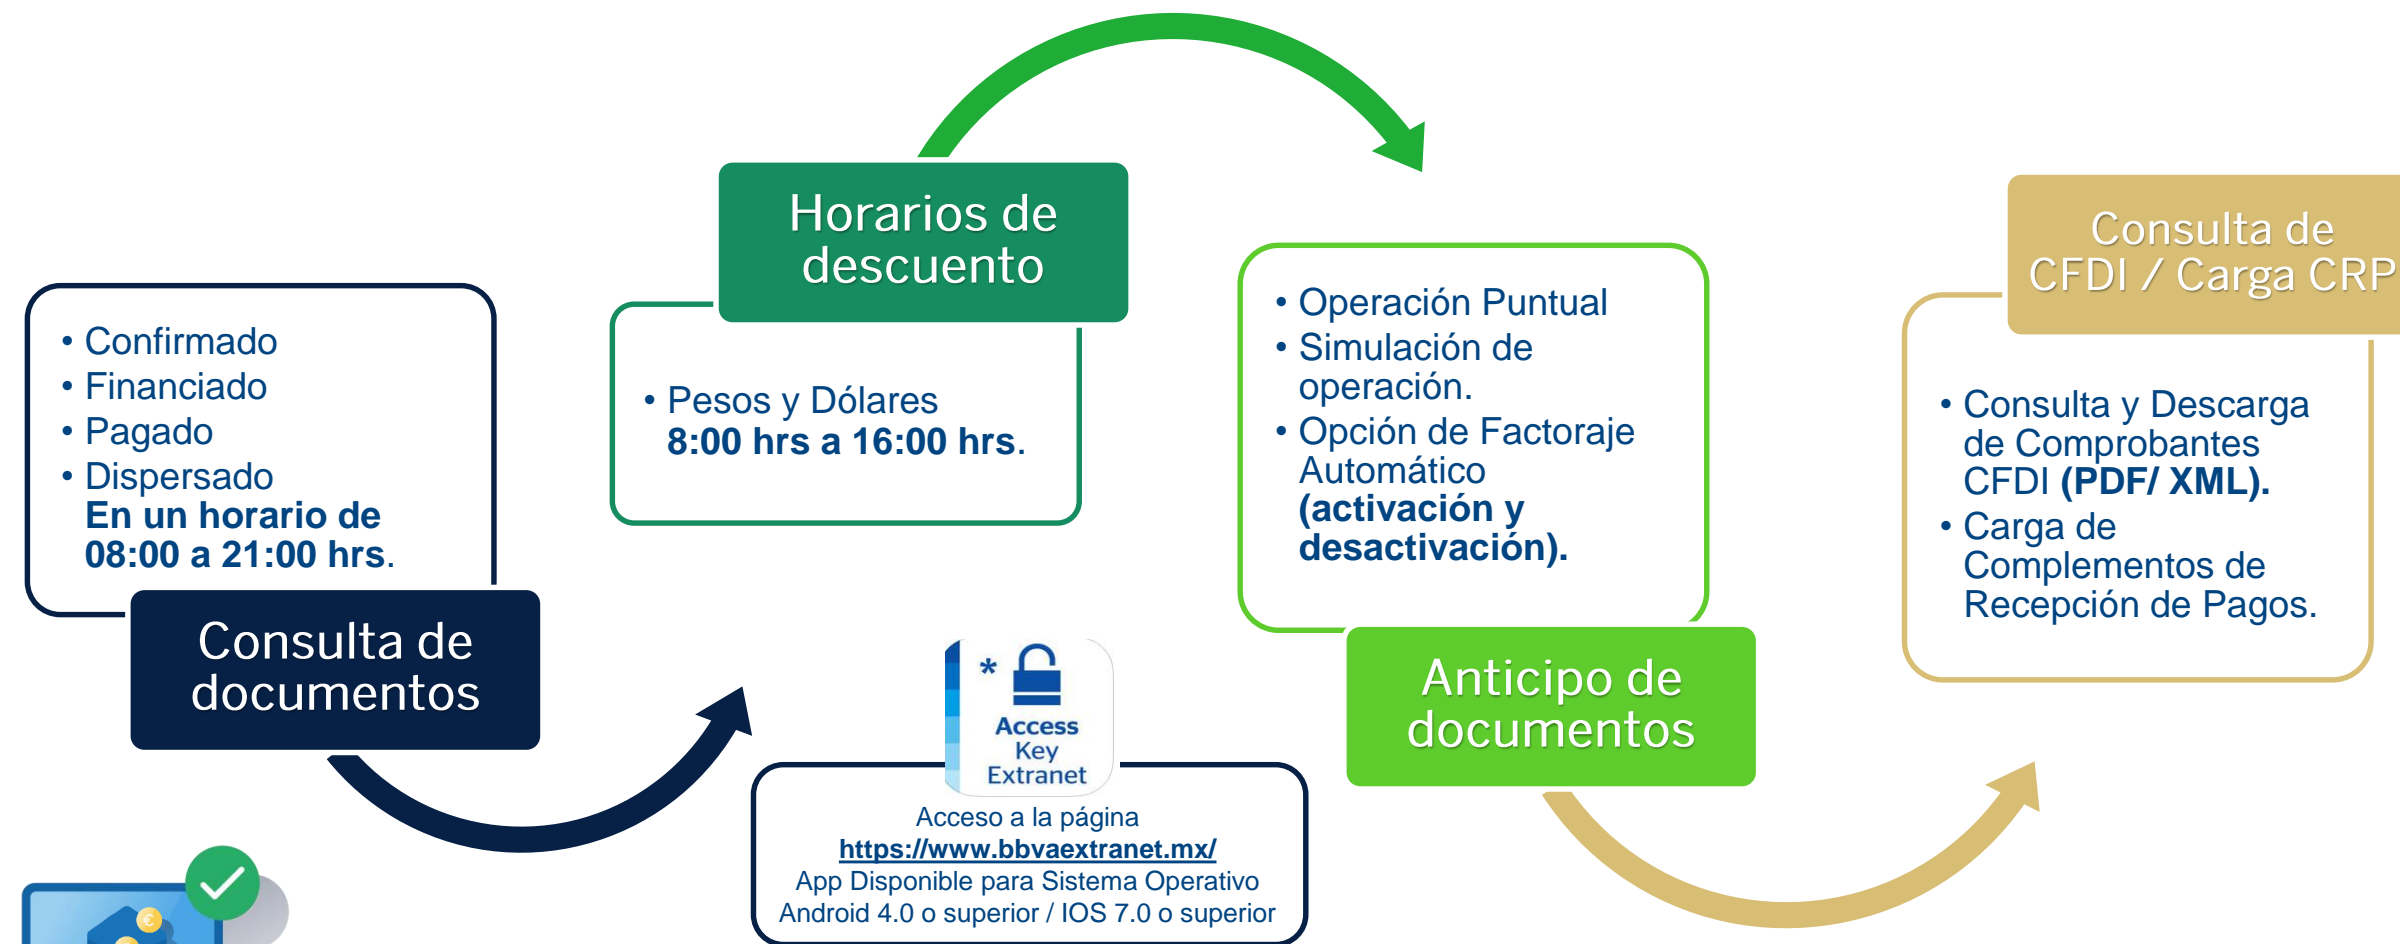 • Confirmado
• Financiado
• Pagado
• Dispersado
En un horario de
08:00 a 21:00 hrs.
Consulta de
documentos
Horarios de
descuento
• Pesos y Dólares
8:00 hrs a 16:00 hrs.
• Operación Puntual
• Simulación de
operación.
• Opción de Factoraje
Automático
(activación y
desactivación).
Anticipo de
documentos
Consulta de
CFDI / Carga CRP
• Consulta y Descarga
de Comprobantes
CFDI (PDF/ XML).
• Carga de
Complementos de
Recepción de Pagos.
*
Access
Key
Extranet
Acceso a la página
https://www.bbvaextranet.mx/
App Disponible para Sistema Operativo
Android 4.0 o superior / IOS 7.0 o superior
€